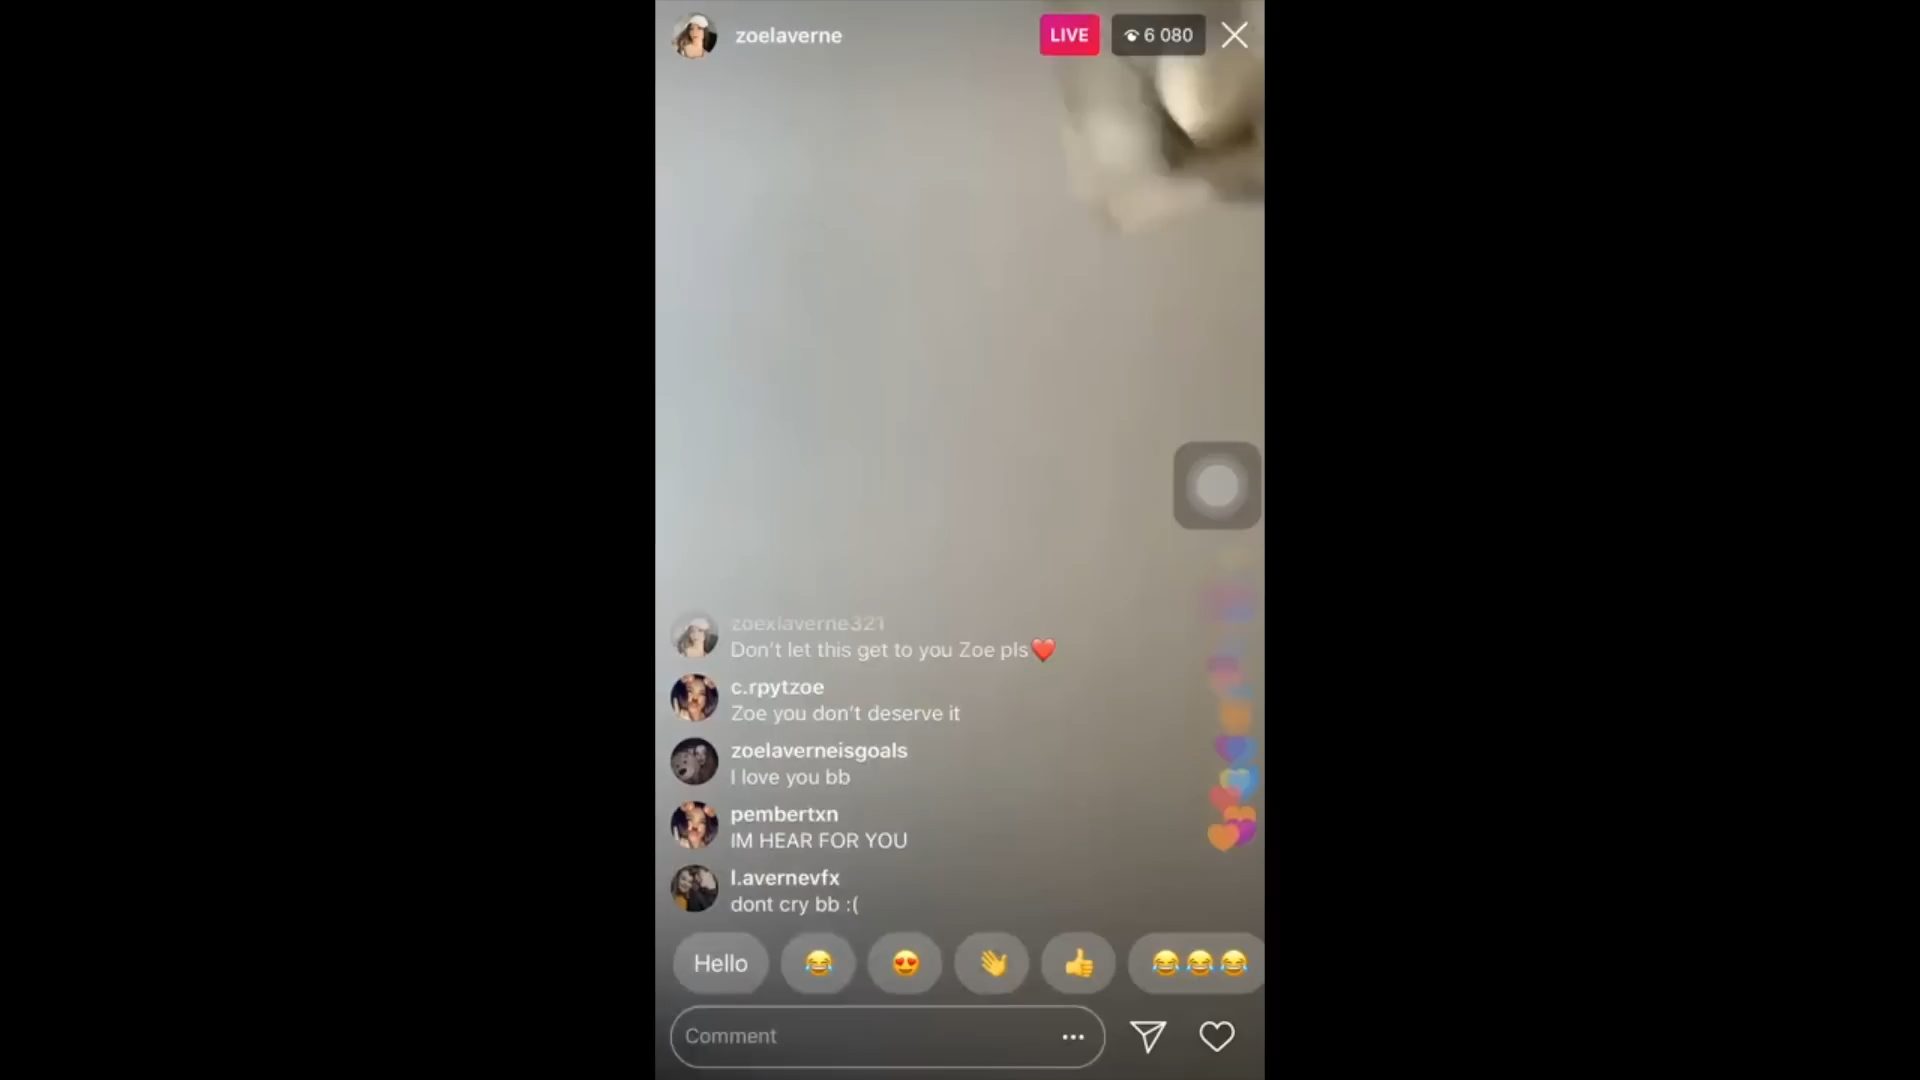 zoelaverne
LIVE
6 080
zoexlaverne321
Don't let this get to you Zoe pls❤️
c.rpytzoe
Zoe you don't deserve it
zoelaverneisgoals
I love you bb
pembertxn
IM HEAR FOR YOU
l.avernevfx
dont cry bb :(
Hello 😂 😍 👋 👍 😂😂😂
Comment